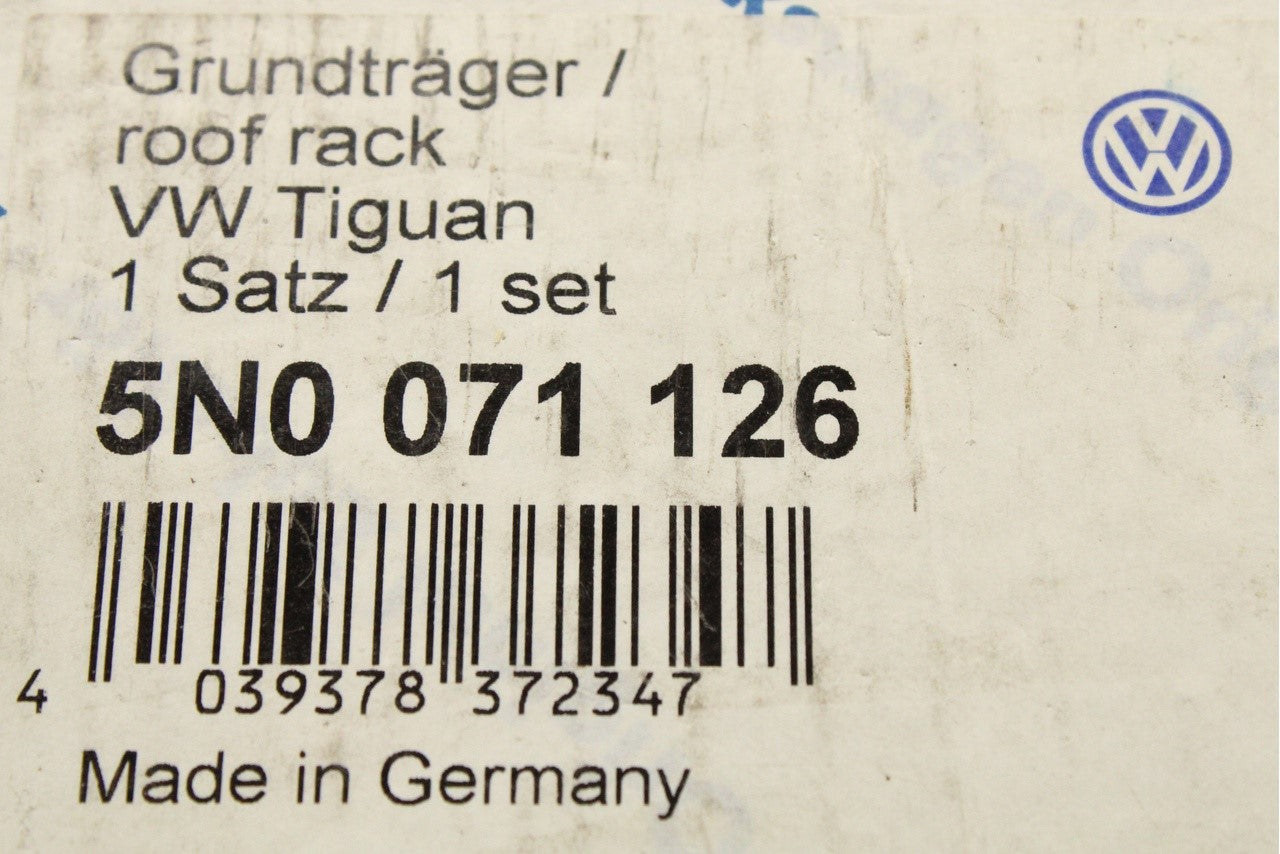 Grundträger /
roof rack
VW Tiguan
1 Satz / 1 set
5N0 071 126
4 039378 372347
Made in Germany